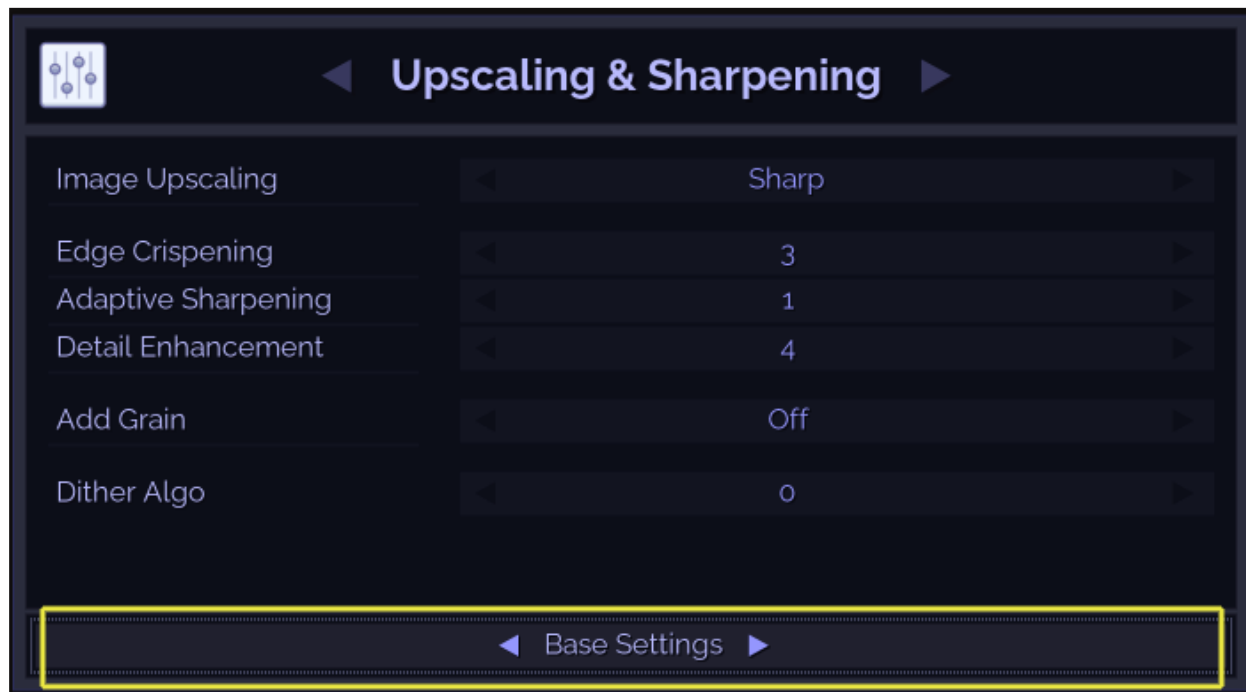 Upscaling & Sharpening
Image Upscaling Sharp
Edge Crispening 3
Adaptive Sharpening 1
Detail Enhancement 4
Add Grain Off
Dither Algo 0
Base Settings